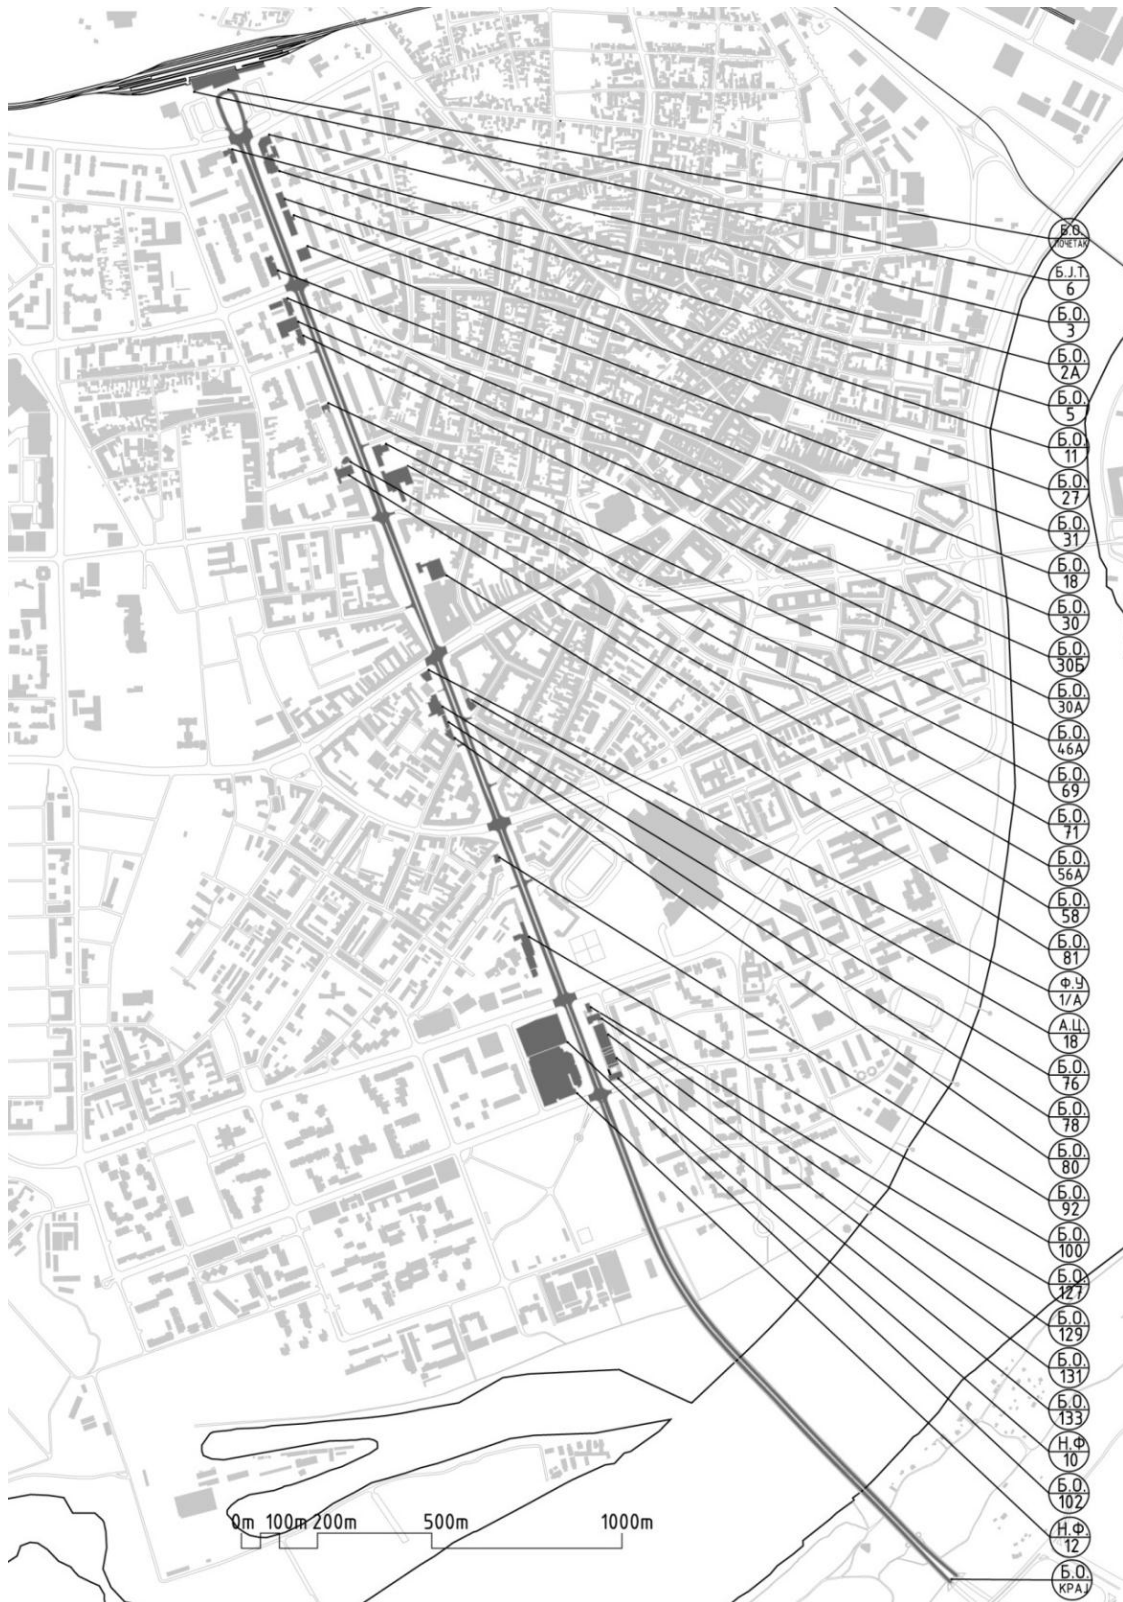 Б.О.
ПОЧЕТАК
Б.Ј.Т.
6
Б.О.
3
Б.О.
2А
Б.О.
5
Б.О.
11
Б.О.
27
Б.О.
31
Б.О.
18
Б.О.
30
Б.О.
30Б
Б.О.
30А
Б.О.
46А
Б.О.
69
Б.О.
71
Б.О.
56А
Б.О.
58
Б.О.
81
Ф.У
1/А
А.Ц.
18
Б.О.
76
Б.О.
78
Б.О.
80
Б.О.
92
Б.О.
100
Б.О.
127
Б.О.
129
Б.О.
131
Б.О.
133
Н.Ф
10
Б.О.
102
Н.Ф.
12
Б.О.
КРАЈ
0m 100m 200m 500m 1000m